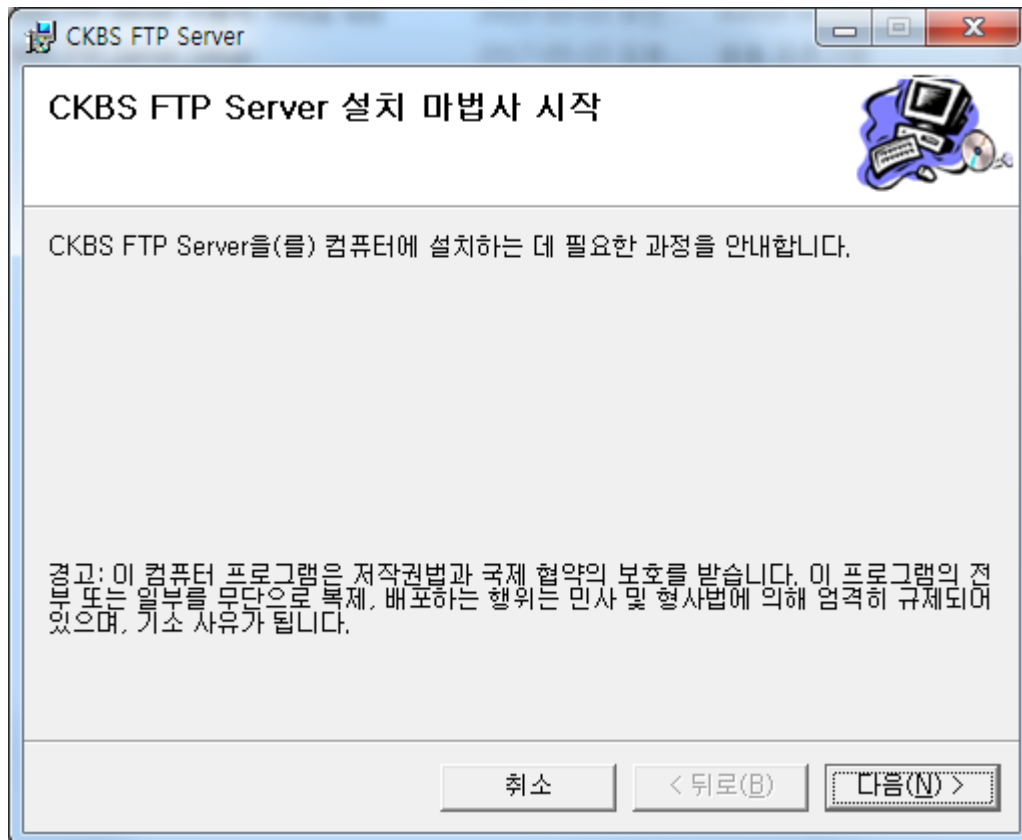 CKBS FTP Server
CKBS FTP Server 설치 마법사 시작
CKBS FTP Server을(를) 컴퓨터에 설치하는 데 필요한 과정을 안내합니다.
경고: 이 컴퓨터 프로그램은 저작권법과 국제 협약의 보호를 받습니다. 이 프로그램의 전
부 또는 일부를 무단으로 복제, 배포하는 행위는 민사 및 형사법에 의해 엄격히 규제되어
있으며, 기소 사유가 됩니다.
취소
< 뒤로(B)
다음(N) >